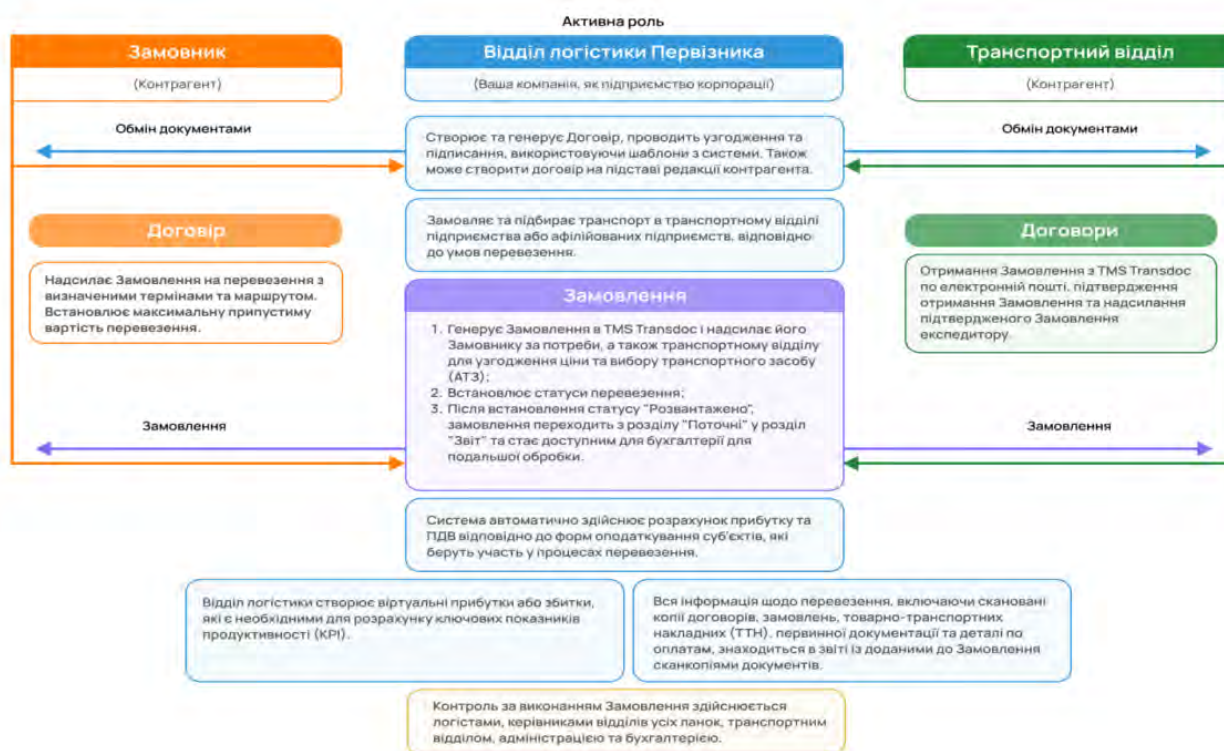 Активна роль
Замовник
(Контрагент)
Відділ логістики Первізника
(Ваша компанія, як підприємство корпорації)
Транспортний відділ
(Контрагент)
Обмін документами
Створює та генерує Договір, проводить узгодження та
підписання, використовуючи шаблони з системи. Також
може створити договір на підставі редакції контрагента.
Обмін документами
Замовляє та підбирає транспорт в транспортному відділі
підприємства або афілійованих підприємств, відповідно
до умов перевезення.
Договір
Надсилає Замовлення на перевезення з
визначеними термінами та маршрутом.
Встановлює максимальну припустиму
вартість перевезення.
Договори
Отримання Замовлення з TMS Transdoc
по електронній пошті, підтвердження
отримання Замовлення та надсилання
підтвердженого Замовлення
експедитору.
Замовлення
1. Генерує Замовлення в TMS Transdoc і надсилає його
Замовнику за потреби, а також транспортному відділу
для узгодження ціни та вибору транспортного засобу
(АТЗ);
2. Встановлює статуси перевезення;
3. Після встановлення статусу "Розвантажено",
замовлення переходить з розділу "Поточні" у розділ
"Звіт" та стає доступним для бухгалтерії для
подальшої обробки.
Замовлення
Замовлення
Система автоматично здійснює розрахунок прибутку та
ПДВ відповідно до форм оподаткування суб'єктів, які
беруть участь у процесах перевезення.
Відділ логістики створює віртуальні прибутки або збитки,
які є необхідними для розрахунку ключових показників
продуктивності (KPI).
Вся інформація щодо перевезення, включаючи скановані
копії договорів, замовлень, товарно-транспортних
накладних (ТТН), первинної документації та деталі по
оплатам, знаходиться в звіті із доданими до Замовлення
сканкопіями документів.
Контроль за виконанням Замовлення здійснюється
логістами, керівниками відділів усіх ланок, транспортним
відділом, адміністрацією та бухгалтерією.